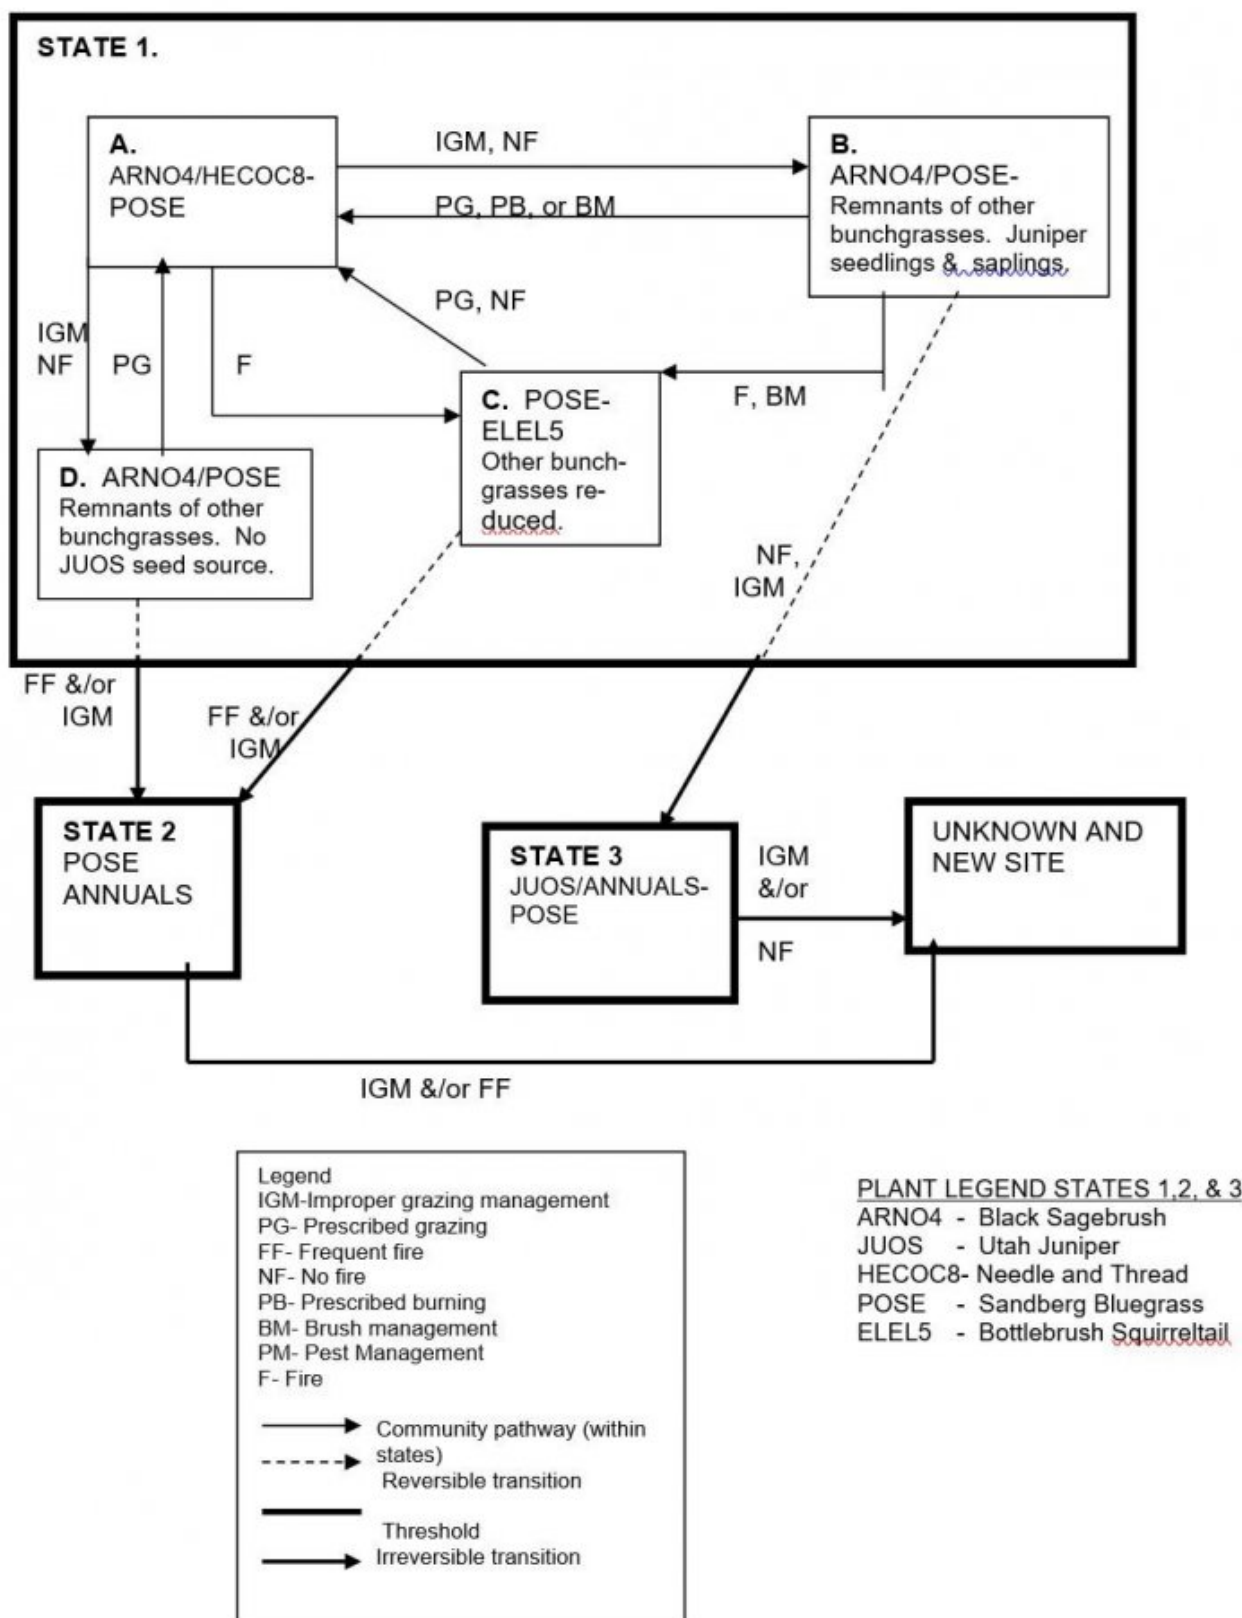 STATE 1.
A.
ARNO4/HECOC8-
POSE
IGM, NF
PG, PB, or BM
B.
ARNO4/POSE-
Remnants of other
bunchgrasses.  Juniper
seedlings & saplings.
PG, NF
IGM
NF
PG
F
C.  POSE-
ELEL5
Other bunch-
grasses re-
duced.
F, BM
D.  ARNO4/POSE
Remnants of other
bunchgrasses.  No
JUOS seed source.
NF,
IGM
FF &/or
IGM
FF &/or
IGM
STATE 2
POSE
ANNUALS
STATE 3
JUOS/ANNUALS-
POSE
IGM
&/or
NF
UNKNOWN AND
NEW SITE
IGM &/or FF
Legend
IGM-Improper grazing management
PG- Prescribed grazing
FF- Frequent fire
NF- No fire
PB- Prescribed burning
BM- Brush management
PM- Pest Management
F- Fire
Community pathway (within
states)
Reversible transition
Threshold
Irreversible transition
PLANT LEGEND STATES 1,2, & 3
ARNO4  -  Black Sagebrush
JUOS  -  Utah Juniper
HECOC8- Needle and Thread
POSE  -  Sandberg Bluegrass
ELEL5  -  Bottlebrush Squirreltail